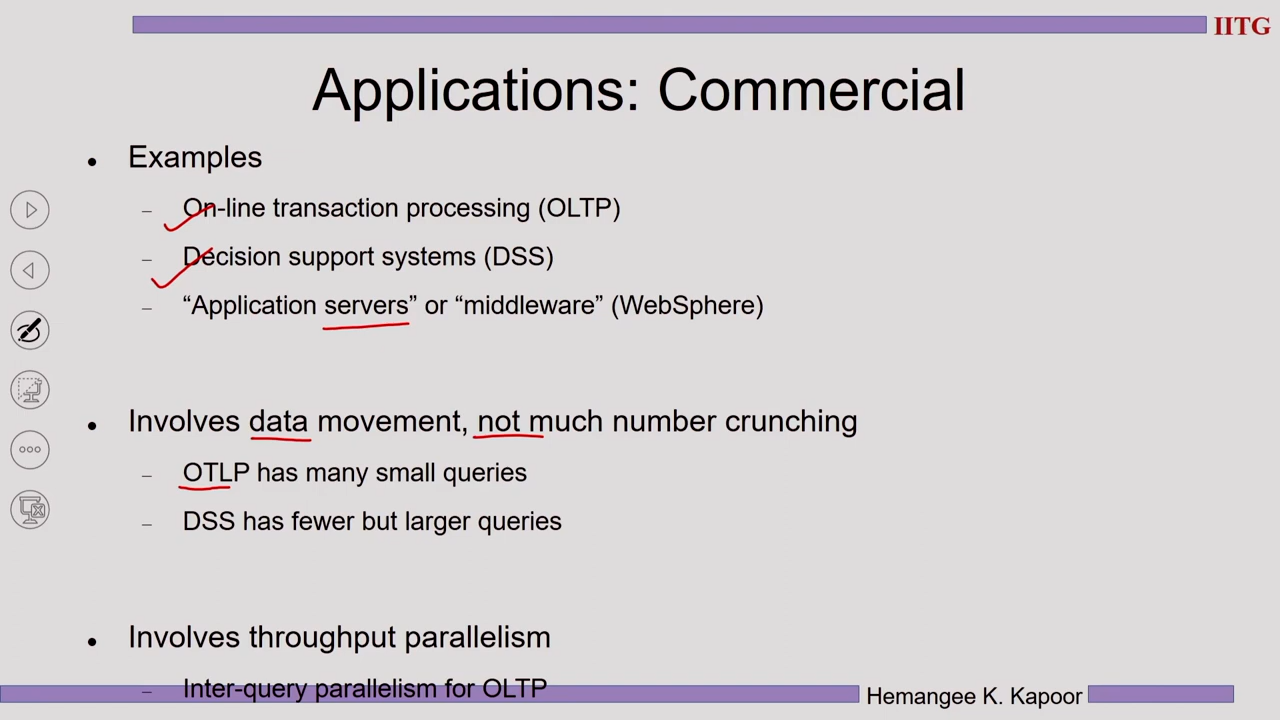 IITG
Applications: Commercial
• Examples
– On-line transaction processing (OLTP)
– Decision support systems (DSS)
– “Application servers” or “middleware” (WebSphere)
• Involves data movement, not much number crunching
– OTLP has many small queries
– DSS has fewer but larger queries
• Involves throughput parallelism
– Inter-query parallelism for OLTP
Hemangee K. Kapoor